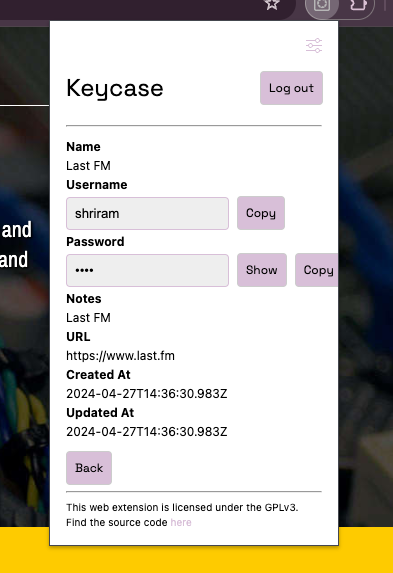 Keycase
Log out
Name
Last FM
Username
shriram
Copy
Password
••••
Show
Copy
Notes
Last FM
URL
https://www.last.fm
Created At
2024-04-27T14:36:30.983Z
Updated At
2024-04-27T14:36:30.983Z
Back
This web extension is licensed under the GPLv3.
Find the source code here
and
and